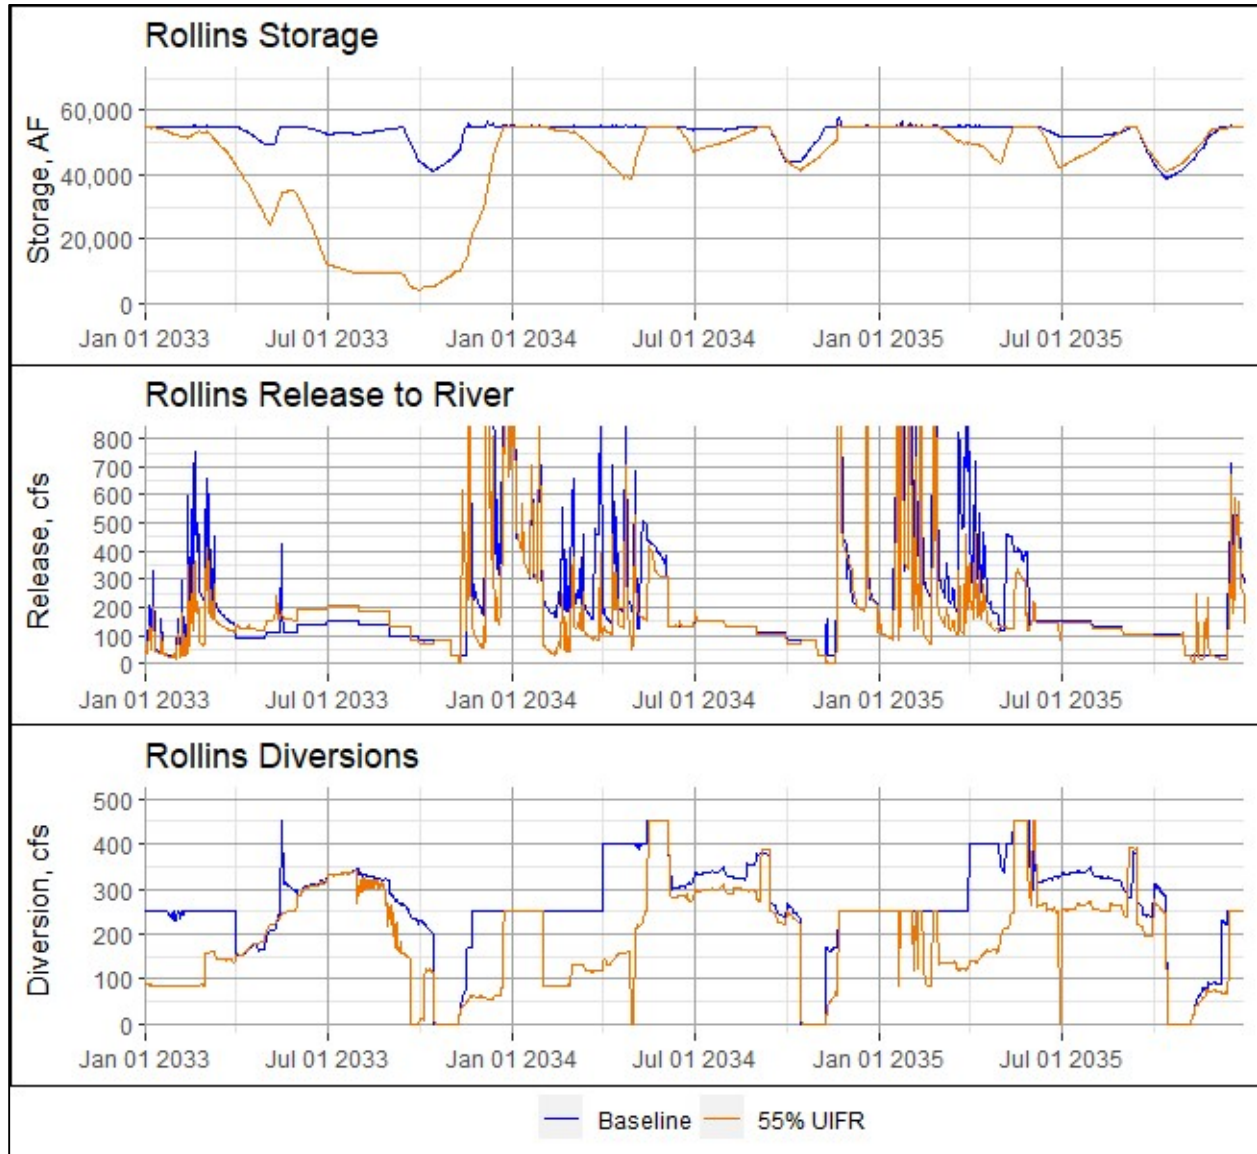 Rollins Storage
Storage, AF
60,000
40,000
20,000
0
Jan 01 2033 Jul 01 2033 Jan 01 2034 Jul 01 2034 Jan 01 2035 Jul 01 2035
Rollins Release to River
Release, cfs
800
700
600
500
400
300
200
100
0
Jan 01 2033 Jul 01 2033 Jan 01 2034 Jul 01 2034 Jan 01 2035 Jul 01 2035
Rollins Diversions
Diversion, cfs
500
400
300
200
100
0
Jan 01 2033 Jul 01 2033 Jan 01 2034 Jul 01 2034 Jan 01 2035 Jul 01 2035
Baseline 55% UIFR